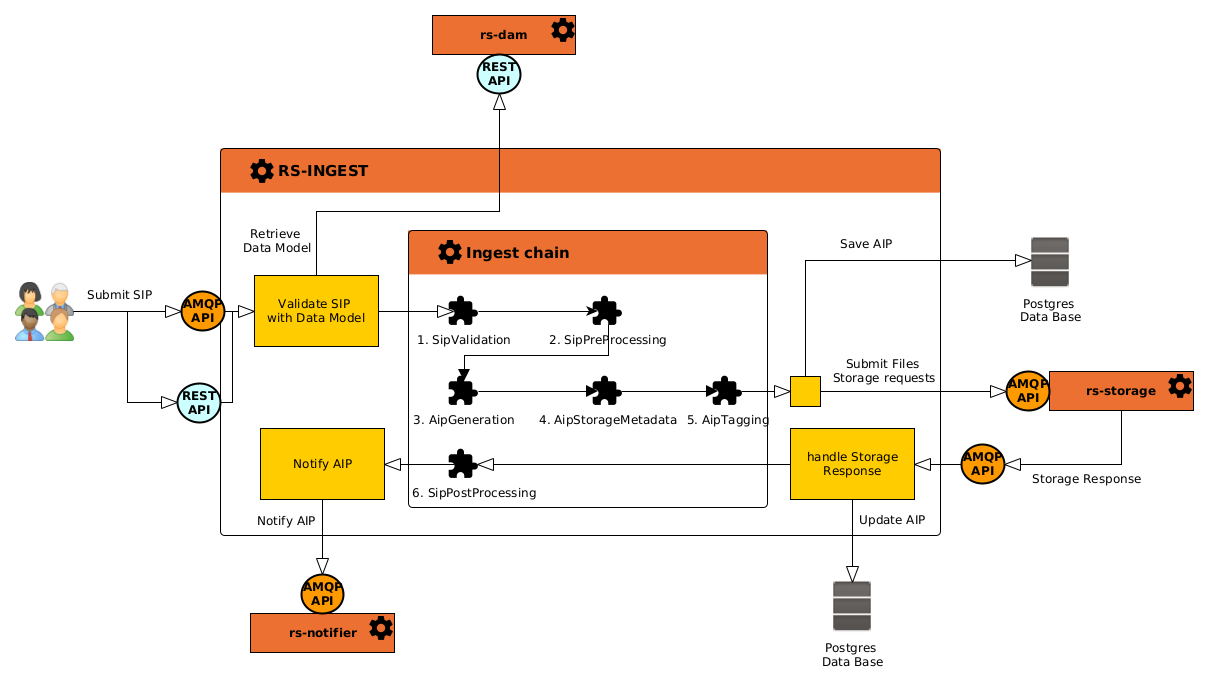 rs-dam
REST
API
RS-INGEST
Retrieve
Data Model
Ingest chain
Save AIP
Submit SIP
AMQP
API
Validate SIP
with Data Model
Postgres
Data Base
1. SipValidation
2. SipPreProcessing
Submit Files
Storage requests
REST
API
AMQP
API
rs-storage
3. AipGeneration
4. AipStorageMetadata
5. AipTagging
Notify AIP
handle Storage
Response
AMQP
API
Storage Response
6. SipPostProcessing
Notify AIP
Update AIP
AMQP
API
rs-notifier
Postgres
Data Base